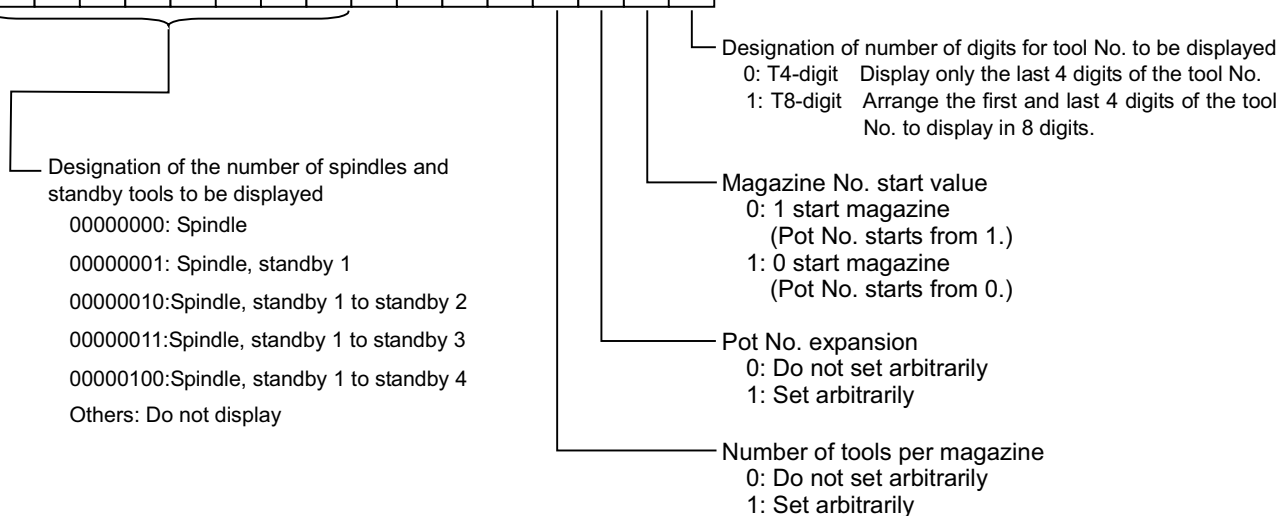 Designation of number of digits for tool No. to be displayed
0: T4-digit Display only the last 4 digits of the tool No.
1: T8-digit Arrange the first and last 4 digits of the tool
No. to display in 8 digits.
Designation of the number of spindles and
standby tools to be displayed
00000000: Spindle
00000001: Spindle, standby 1
00000010:Spindle, standby 1 to standby 2
00000011:Spindle, standby 1 to standby 3
00000100:Spindle, standby 1 to standby 4
Others: Do not display
Magazine No. start value
0: 1 start magazine
(Pot No. starts from 1.)
1: 0 start magazine
(Pot No. starts from 0.)
Pot No. expansion
0: Do not set arbitrarily
1: Set arbitrarily
Number of tools per magazine
0: Do not set arbitrarily
1: Set arbitrarily